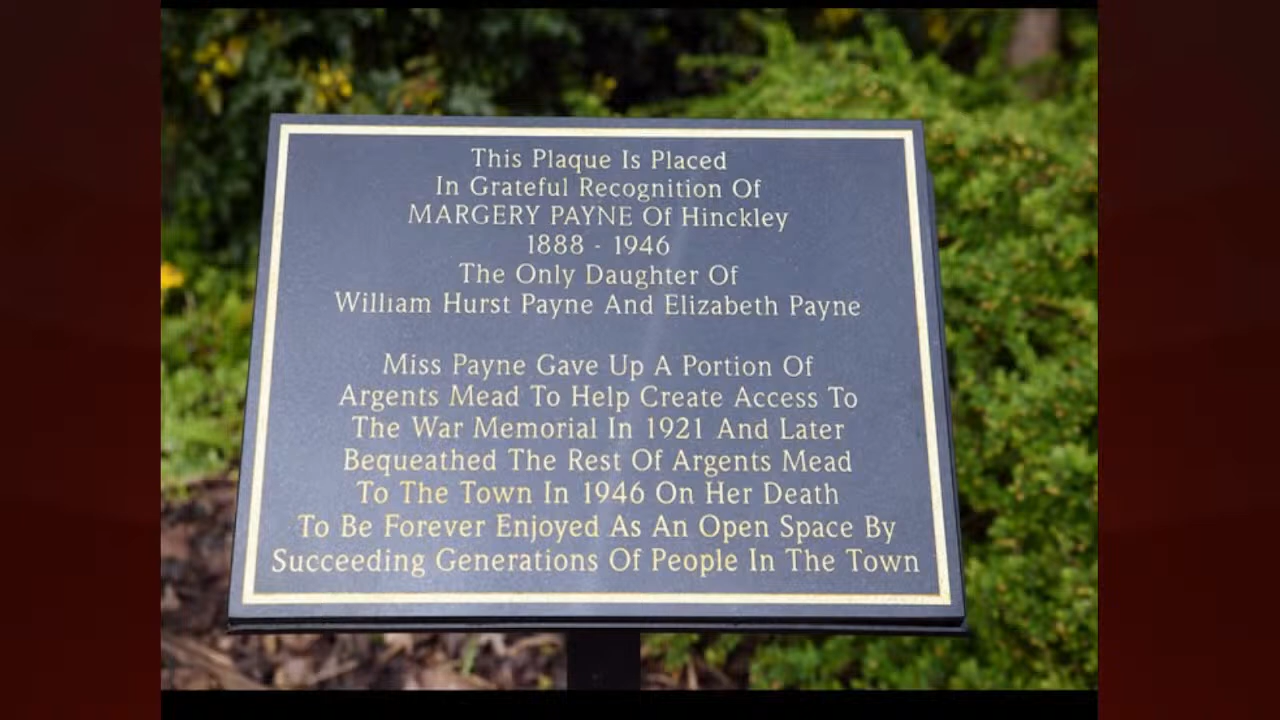 This Plaque Is Placed
In Grateful Recognition Of
MARGERY PAYNE Of Hinckley
1888 - 1946
The Only Daughter Of
William Hurst Payne And Elizabeth Payne
Miss Payne Gave Up A Portion Of
Argents Mead To Help Create Access To
The War Memorial In 1921 And Later
Bequeathed The Rest Of Argents Mead
To The Town In 1946 On Her Death
To Be Forever Enjoyed As An Open Space By
Succeeding Generations Of People In The Town